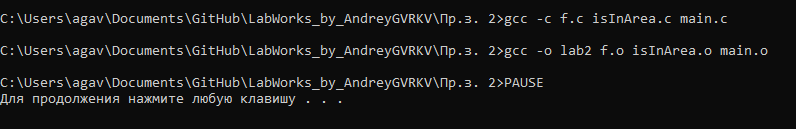 C:\Users\agav\Documents\GitHub\LabWorks_by_AndreyGVRKV\Пр.з. 2>gcc -c f.c isInArea.c main.c
C:\Users\agav\Documents\GitHub\LabWorks_by_AndreyGVRKV\Пр.з. 2>gcc -o lab2 f.o isInArea.o main.o
C:\Users\agav\Documents\GitHub\LabWorks_by_AndreyGVRKV\Пр.з. 2>PAUSE
Для продолжения нажмите любую клавишу . . .